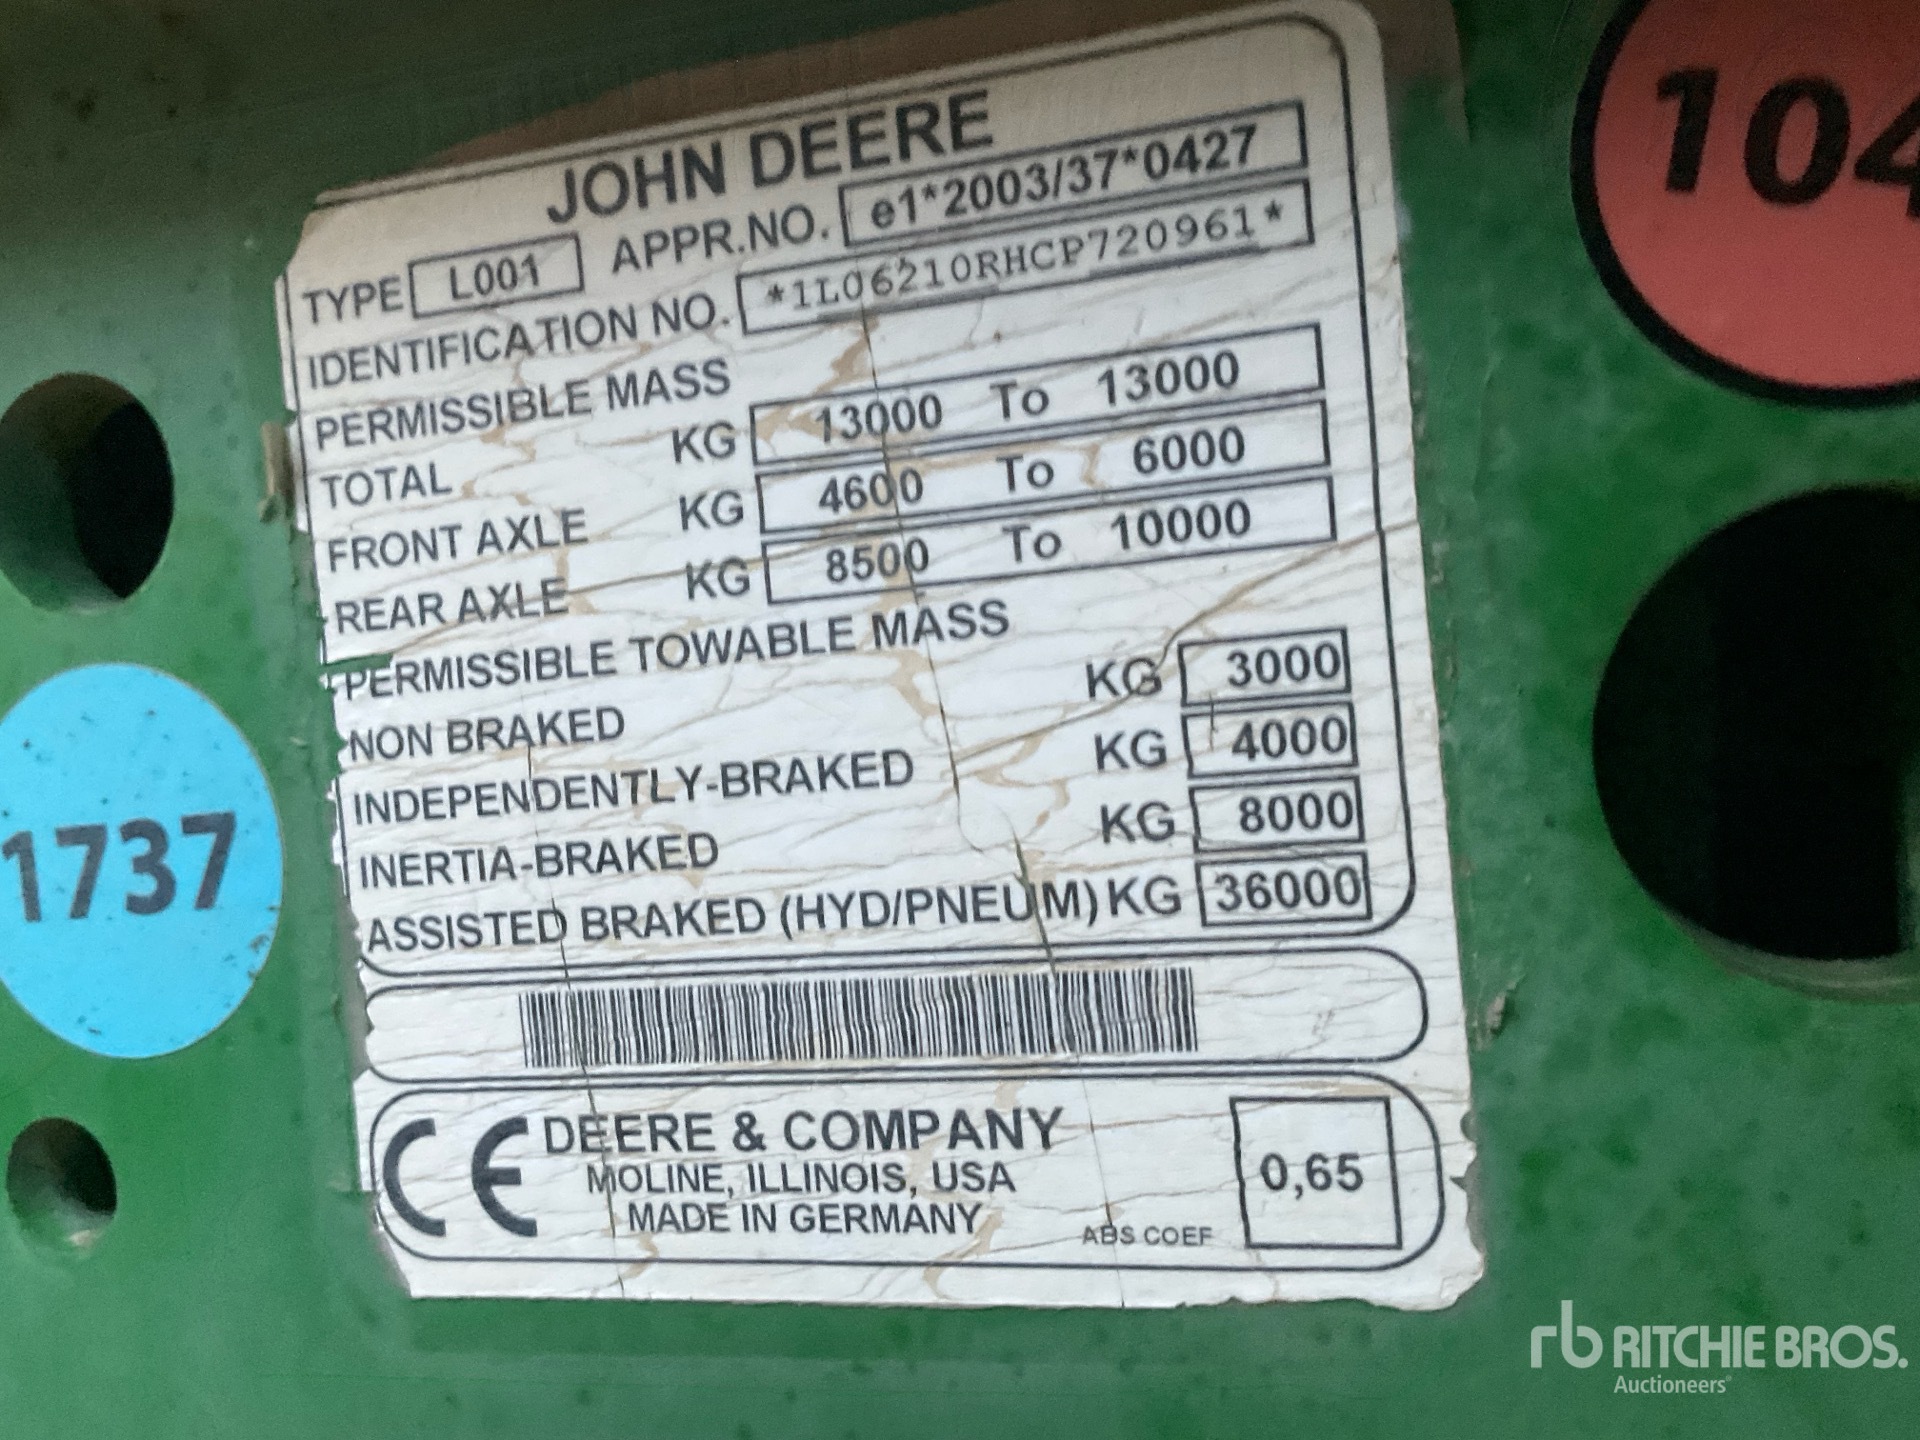 JOHN DEERE
TYPE L001 APPR.NO. e1*2003/37*0427
IDENTIFICATION NO. *1L06210RHCP720961*
PERMISSIBLE MASS
TOTAL KG 13000 To 13000
FRONT AXLE KG 4600 To 6000
REAR AXLE KG 8500 To 10000
PERMISSIBLE TOWABLE MASS
NON BRAKED KG 3000
INDEPENDENTLY-BRAKED KG 4000
INERTIA-BRAKED KG 8000
ASSISTED BRAKED (HYD/PNEUM) KG 36000
CE DEERE & COMPANY
MOLINE, ILLINOIS, USA
MADE IN GERMANY
ABS COEF 0,65
1737
104
rb RITCHIE BROS.
Auctioneers